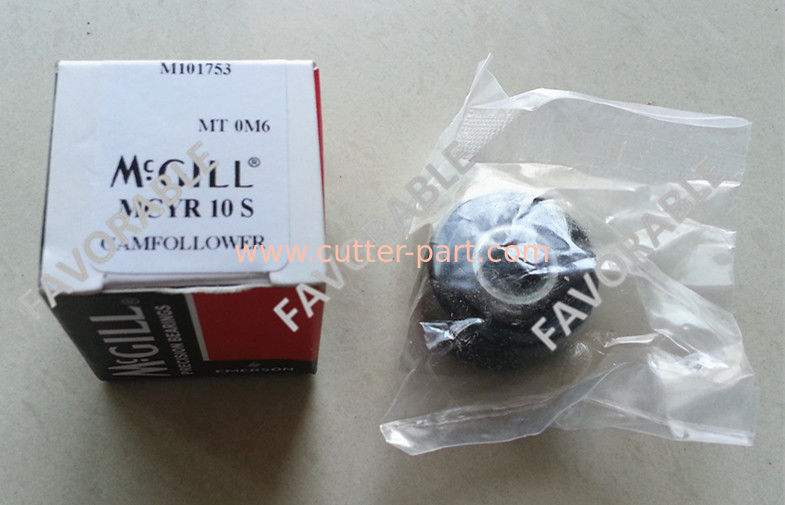 M101753
MT 0M6
McGILL®
MCYR 10 S
CAMFOLLOWER
www.cutter-part.com
McGILL®
PRECISION BEARINGS
EMERSON
FAVORABLE
FAVORABLE
FAVORABLE